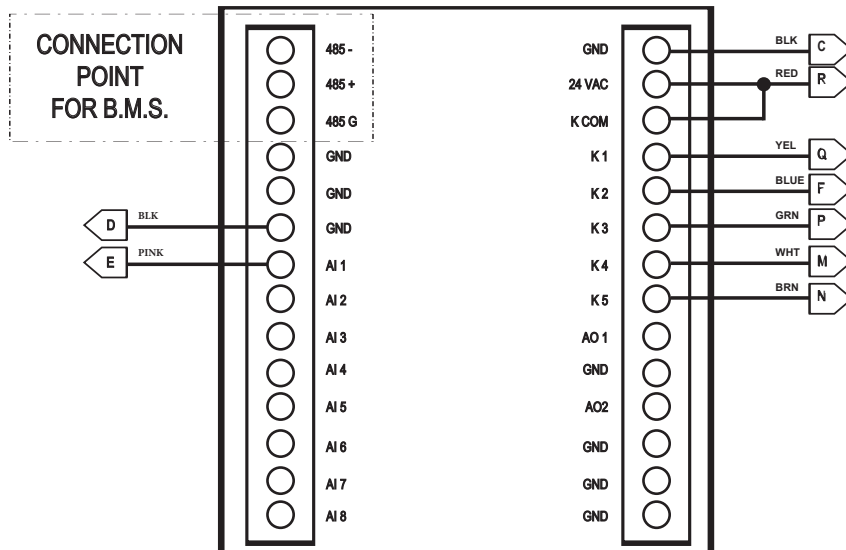 CONNECTION
POINT
FOR B.M.S.
485 -
485 +
485 G
GND
GND
D BLK GND
E PINK AI 1
AI 2
AI 3
AI 4
AI 5
AI 6
AI 7
AI 8
GND BLK C
24 VAC RED R
K COM
K 1 YEL Q
K 2 BLUE F
K 3 GRN P
K 4 WHT M
K 5 BRN N
AO 1
GND
AO2
GND
GND
GND